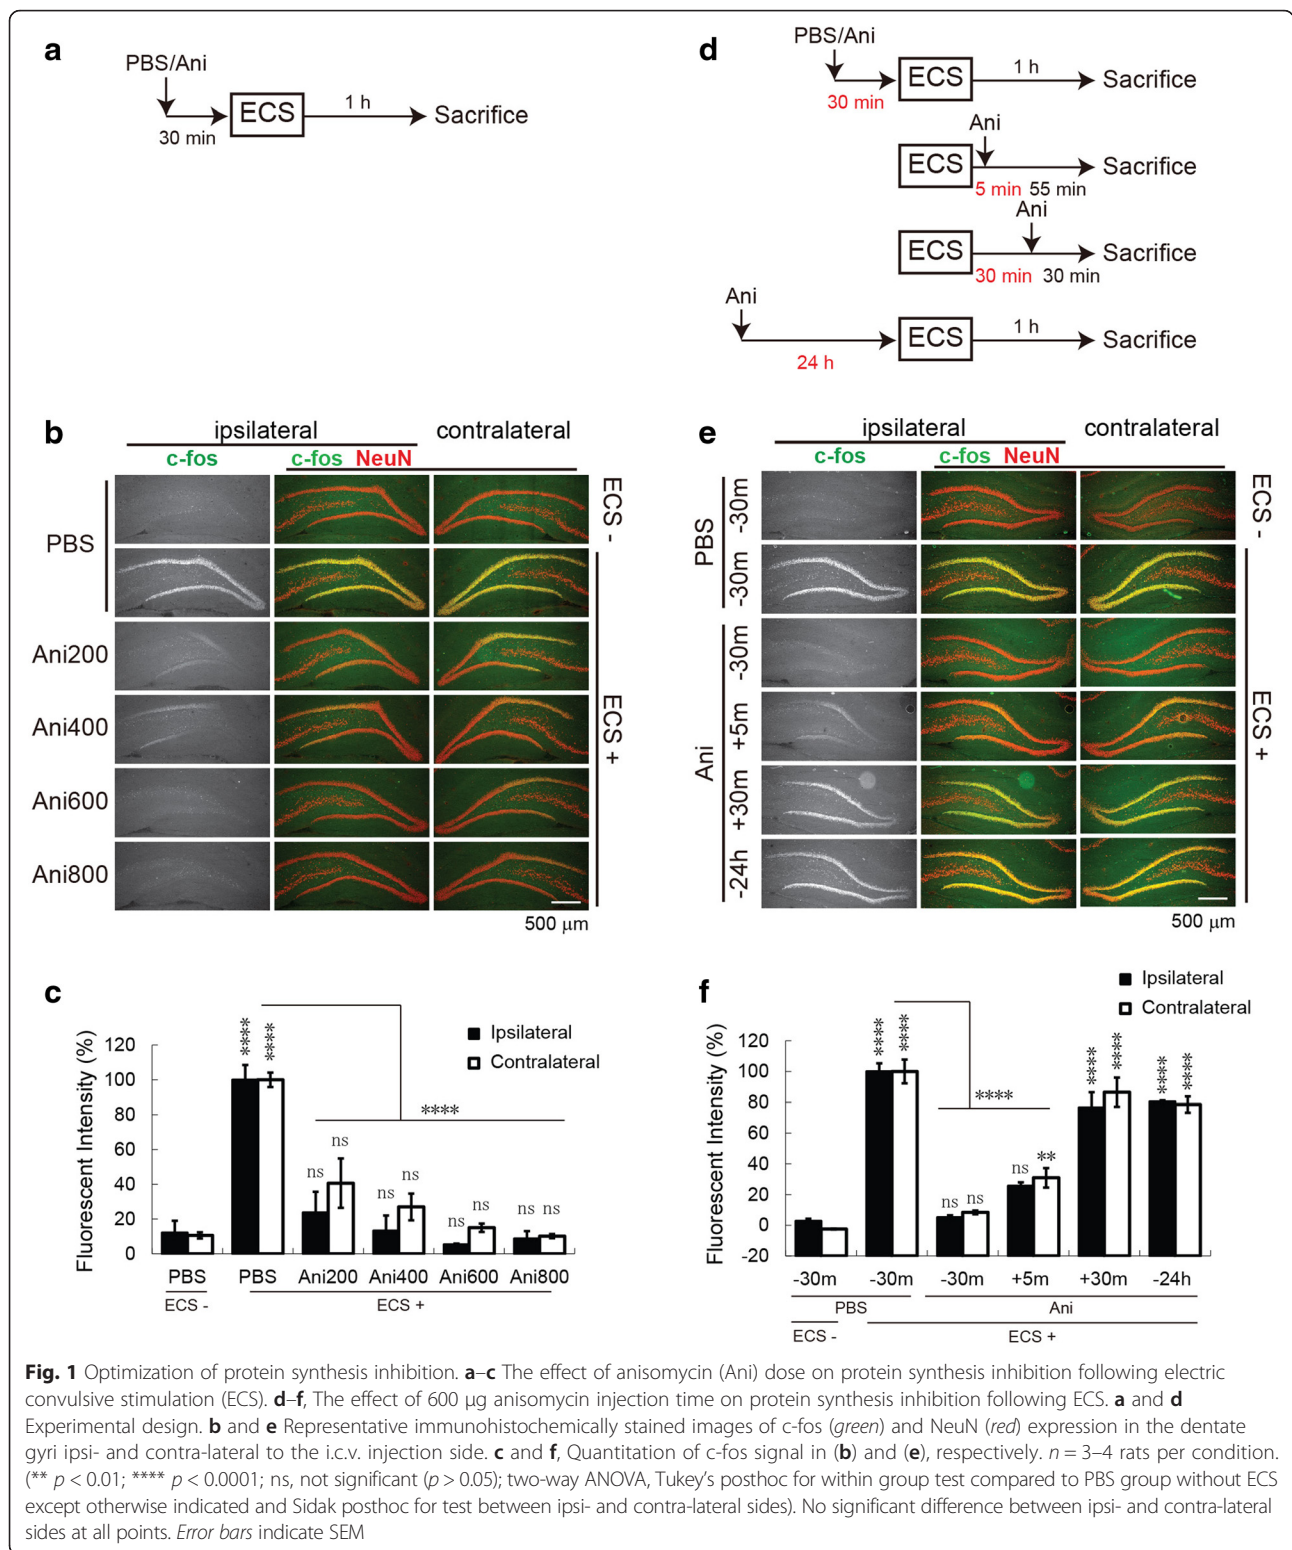 a
PBS/Ani
30 min
ECS
1 h
Sacrifice
d
PBS/Ani
30 min
ECS
1 h
Sacrifice
Ani
ECS
5 min 55 min
Sacrifice
Ani
ECS
30 min 30 min
Sacrifice
Ani
24 h
ECS
1 h
Sacrifice
b
ipsilateral contralateral
c-fos c-fos NeuN
PBS
Ani200
Ani400
Ani600
Ani800
ECS -
ECS +
500 μm
e
ipsilateral contralateral
c-fos c-fos NeuN
PBS
-30m
-30m
Ani
-30m
+5m
+30m
-24h
ECS -
ECS +
500 μm
c
Ipsilateral
Contralateral
Fluorescent Intensity (%)
120
100
80
60
40
20
0
**** ****
****
ns ns ns ns ns ns ns ns
PBS PBS Ani200 Ani400 Ani600 Ani800
ECS - ECS +
f
Ipsilateral
Contralateral
Fluorescent Intensity (%)
120
100
80
60
40
20
0
-20
**** ****
****
ns ns ns ** **** **** **** ****
-30m -30m -30m +5m +30m -24h
PBS Ani
ECS - ECS +
Fig. 1 Optimization of protein synthesis inhibition. a–c The effect of anisomycin (Ani) dose on protein synthesis inhibition following electric
convulsive stimulation (ECS). d–f, The effect of 600 μg anisomycin injection time on protein synthesis inhibition following ECS. a and d
Experimental design. b and e Representative immunohistochemically stained images of c-fos (green) and NeuN (red) expression in the dentate
gyri ipsi- and contra-lateral to the i.c.v. injection side. c and f, Quantitation of c-fos signal in (b) and (e), respectively. n = 3–4 rats per condition.
(** p < 0.01; **** p < 0.0001; ns, not significant (p > 0.05); two-way ANOVA, Tukey's posthoc for within group test compared to PBS group without ECS
except otherwise indicated and Sidak posthoc for test between ipsi- and contra-lateral sides). No significant difference between ipsi- and contra-lateral
sides at all points. Error bars indicate SEM